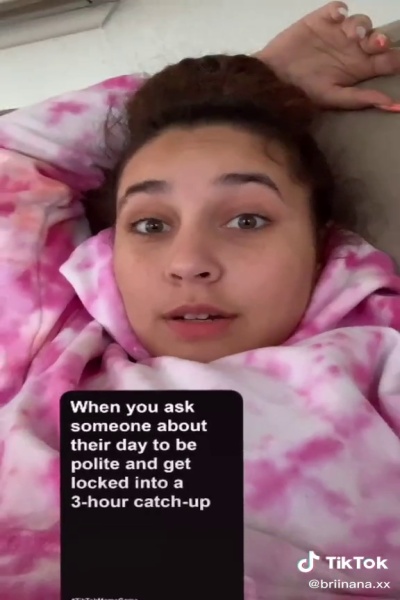 When you ask
someone about
their day to be
polite and get
locked into a
3-hour catch-up
TikTok
@briinana.xx